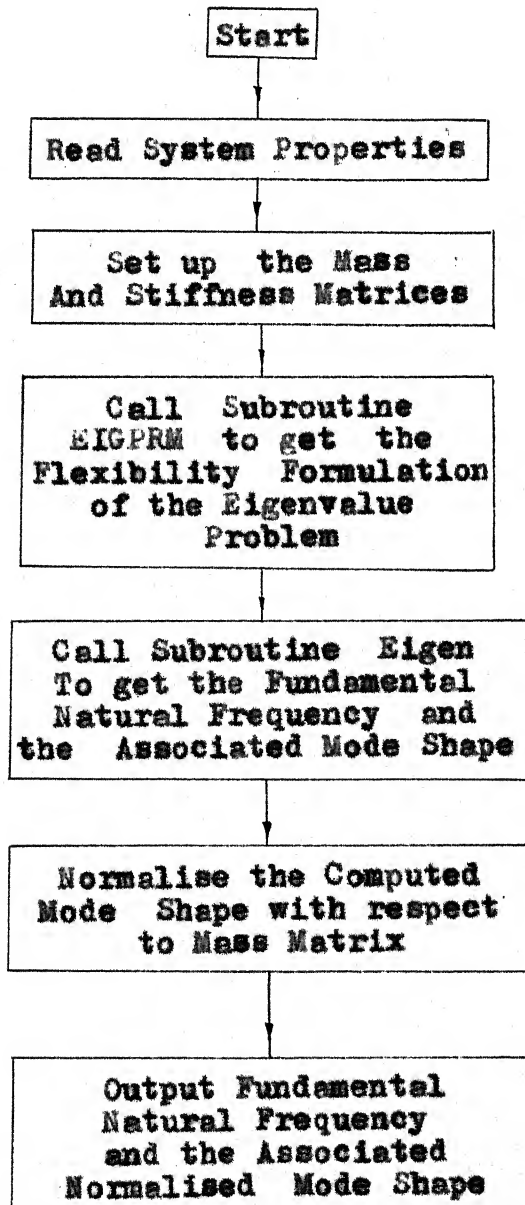 Start
Read System Properties
Set up the Mass
And Stiffness Matrices
Call Subroutine
EIGPRM to get the
Flexibility Formulation
of the Eigenvalue
Problem
Call Subroutine Eigen
To get the Fundamental
Natural Frequency and
the Associated Mode Shape
Normalise the Computed
Mode Shape with respect
to Mass Matrix
Output Fundamental
Natural Frequency
and the Associated
Normalised Mode Shape